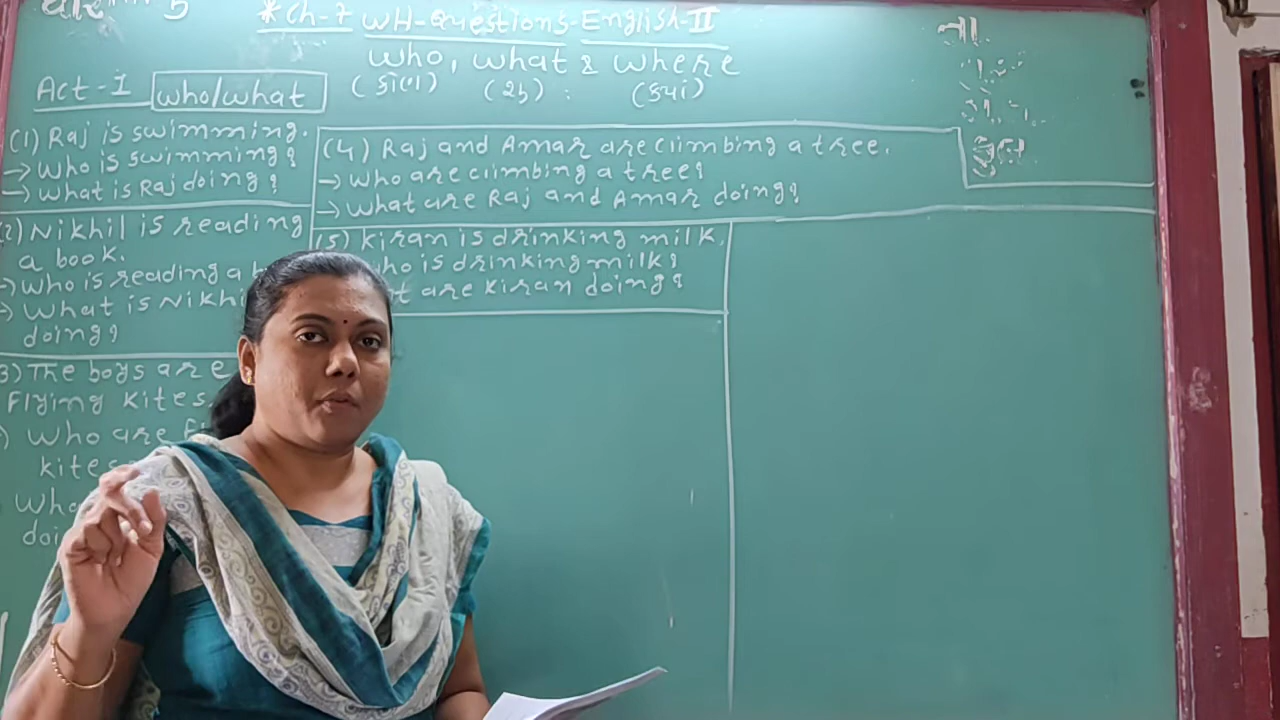 5
* Ch-7 WH-Questions-English-II
who, what & where
(કોણ) (શું) : (ક્યાં)
Act-1 who/what
(1) Raj is swimming.
→ Who is swimming?
→ What is Raj doing?
(2) Nikhil is reading
a book.
→ Who is reading a
→ What is Nikhi
doing?
3) The boys are
Flying kites.
who are
kites
Wha
doi
(4) Raj and Amar are climbing a tree.
→ Who are climbing a tree?
→ What are Raj and Amar doing?
(5) Kiran is drinking milk.
who is drinking milk?
t are Kiran doing?